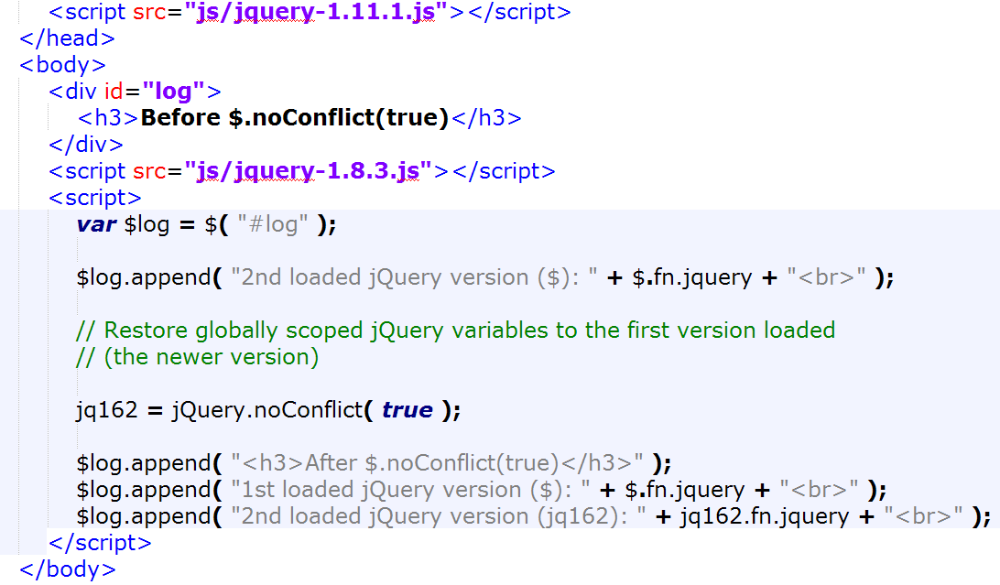 <script src="js/jquery-1.11.1.js"></script>
</head>
<body>
<div id="log">
<h3>Before $.noConflict(true)</h3>
</div>
<script src="js/jquery-1.8.3.js"></script>
<script>
var $log = $( "#log" );
$log.append( "2nd loaded jQuery version ($): " + $.fn.jquery + "<br>" );
// Restore globally scoped jQuery variables to the first version loaded
// (the newer version)
jq162 = jQuery.noConflict( true );
$log.append( "<h3>After $.noConflict(true)</h3>" );
$log.append( "1st loaded jQuery version ($): " + $.fn.jquery + "<br>" );
$log.append( "2nd loaded jQuery version (jq162): " + jq162.fn.jquery + "<br>" );
</script>
</body>